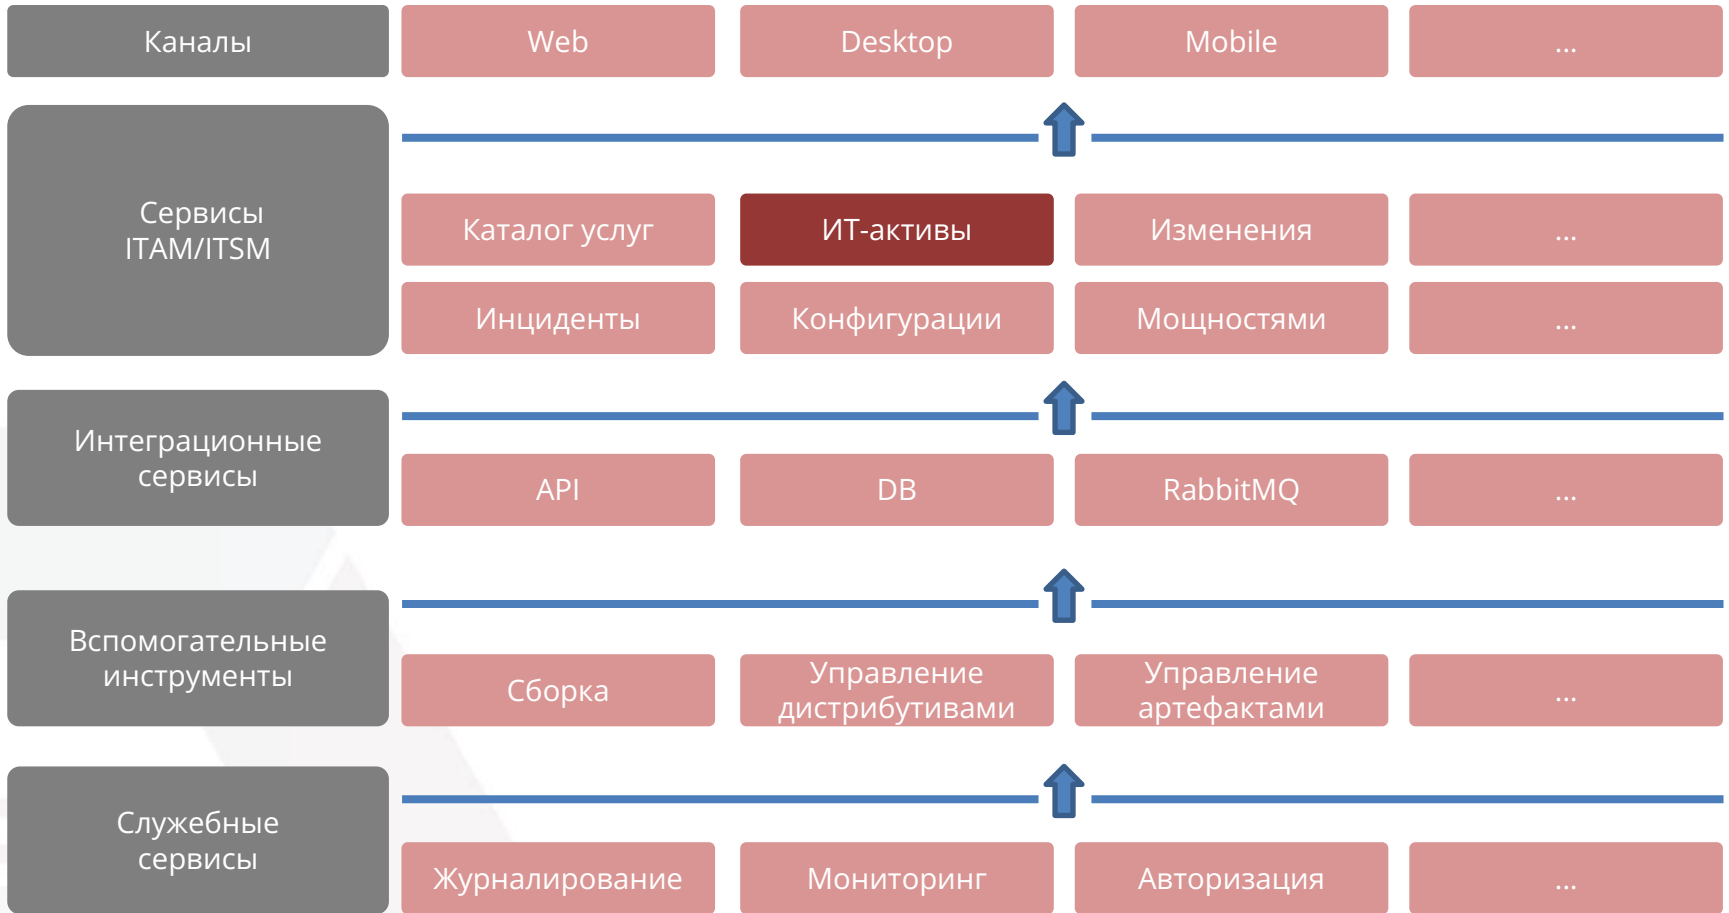 Каналы
Web
Desktop
Mobile
...
Сервисы
ITAM/ITSM
Каталог услуг
ИТ-активы
Изменения
...
Инциденты
Конфигурации
Мощностями
...
Интеграционные
сервисы
API
DB
RabbitMQ
...
Вспомогательные
инструменты
Сборка
Управление
дистрибутивами
Управление
артефактами
...
Служебные
сервисы
Журналирование
Мониторинг
Авторизация
...